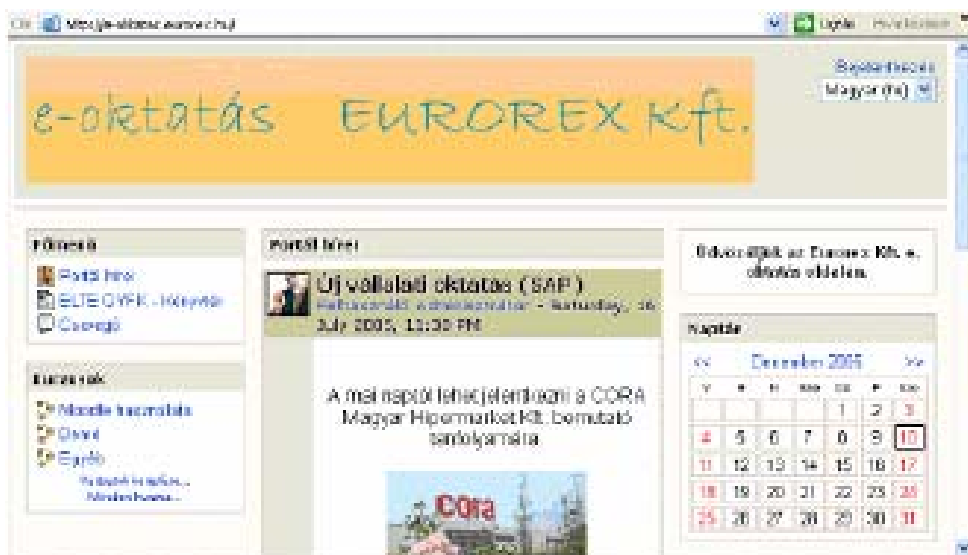 Ugrás
Bejelentkezés
Magyar (hu)
e-oktatás EUROREX Kft.
Főmenü
Portál hírei
ELTE GYFK - könyvtár
Csevegő
Kurzusok
Moodle használata
Egyéb
Portál hírei
Új vállalati oktatás (SAP)
Felhasználó Adminisztrátor - Saturday, 16
July 2005, 11:30 PM
A mai naptól lehet jelentkezni a CORA
Magyar Hipermarket Kft. bemutató
tanfolyamára
cora
Üdvözöljük az Eurorex Kft. e-
oktatás oldalán.
Naptár
<< December 2005 >>
1 2 3
4 5 6 7 8 9 10
11 12 13 14 15 16 17
18 19 20 21 22 23 24
25 26 27 28 29 30 31